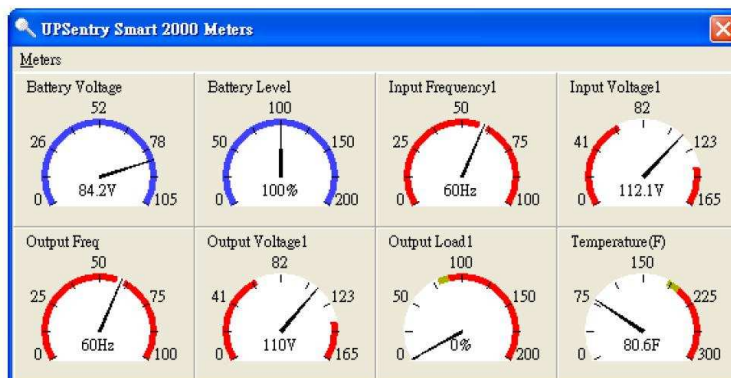 UPSentry Smart 2000 Meters
Meters
Battery Voltage
52
26
78
84.2V
0
105
Battery Level
100
50
150
100%
0
200
Input Frequency1
50
25
75
60Hz
0
100
Input Voltage1
82
41
123
112.1V
0
165
Output Freq
50
25
75
60Hz
0
100
Output Voltage1
82
41
123
110V
0
165
Output Load1
100
50
150
0%
0
200
Temperature(F)
150
75
225
80.6F
0
300